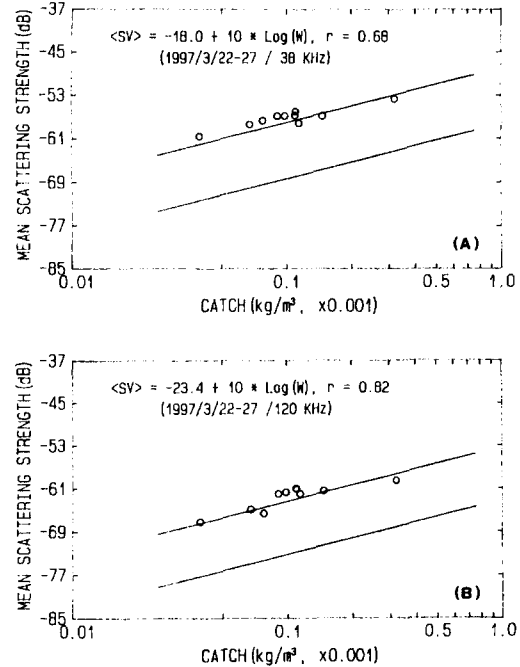 -37
<SV> = -18.0 + 10 * Log(W), r = 0.68
(1997/3/22-27 / 38 KHz)
-45
-53
-61
-69
-77
-85
MEAN SCATTERING STRENGTH(dB)
(A)
0.01
0.1
0.5
1.0
CATCH(kg/m³, x0.001)
-37
<SV> = -23.4 + 10 * Log(W), r = 0.82
(1997/3/22-27 /120 KHz)
-45
-53
-61
-69
-77
-85
MEAN SCATTERING STRENGTH(dB)
(B)
0.01
0.1
0.5
1.0
CATCH(kg/m³, x0.001)